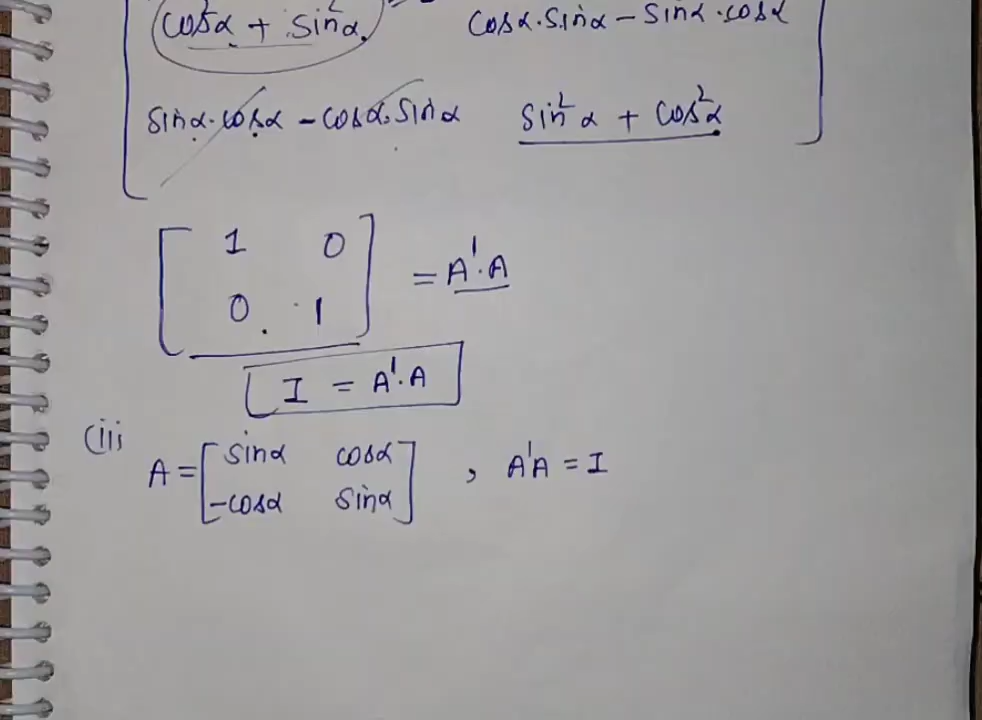 cos²α + sin²α = cosα.sinα − sinα.cosα
sinα.cosα − cosα.sinα sin²α + cos²α
1 0
0 1 = A'.A
I = A'.A
(ii)
A = [ sinα cosα ] , A'A = I
[ -cosα sinα ]